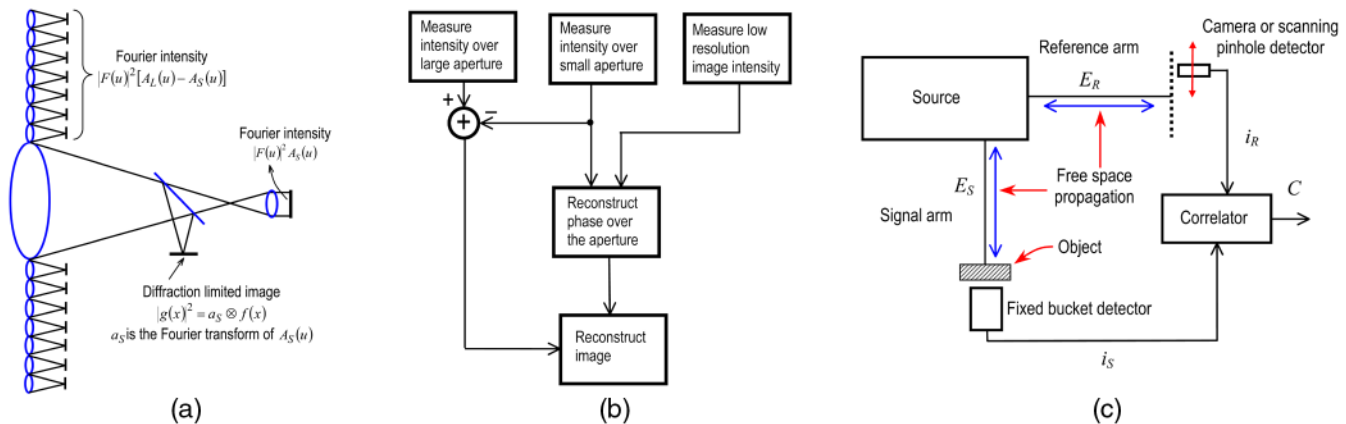 Fourier intensity
|F(u)|²[A_L(u) – A_S(u)]
Fourier intensity
|F(u)|² A_S(u)
Diffraction limited image
|g(x)|² = a_S ⊗ f(x)
a_S is the Fourier transform of A_S(u)
(a)
Measure
intensity over
large aperture
Measure
intensity over
small aperture
Measure low
resolution
image intensity
+
+
–
Reconstruct
phase over
the aperture
Reconstruct
image
(b)
Source
Reference arm
E_R
Camera or scanning
pinhole detector
i_R
E_S
Free space
propagation
Signal arm
Correlator
C
Object
Fixed bucket detector
i_S
(c)